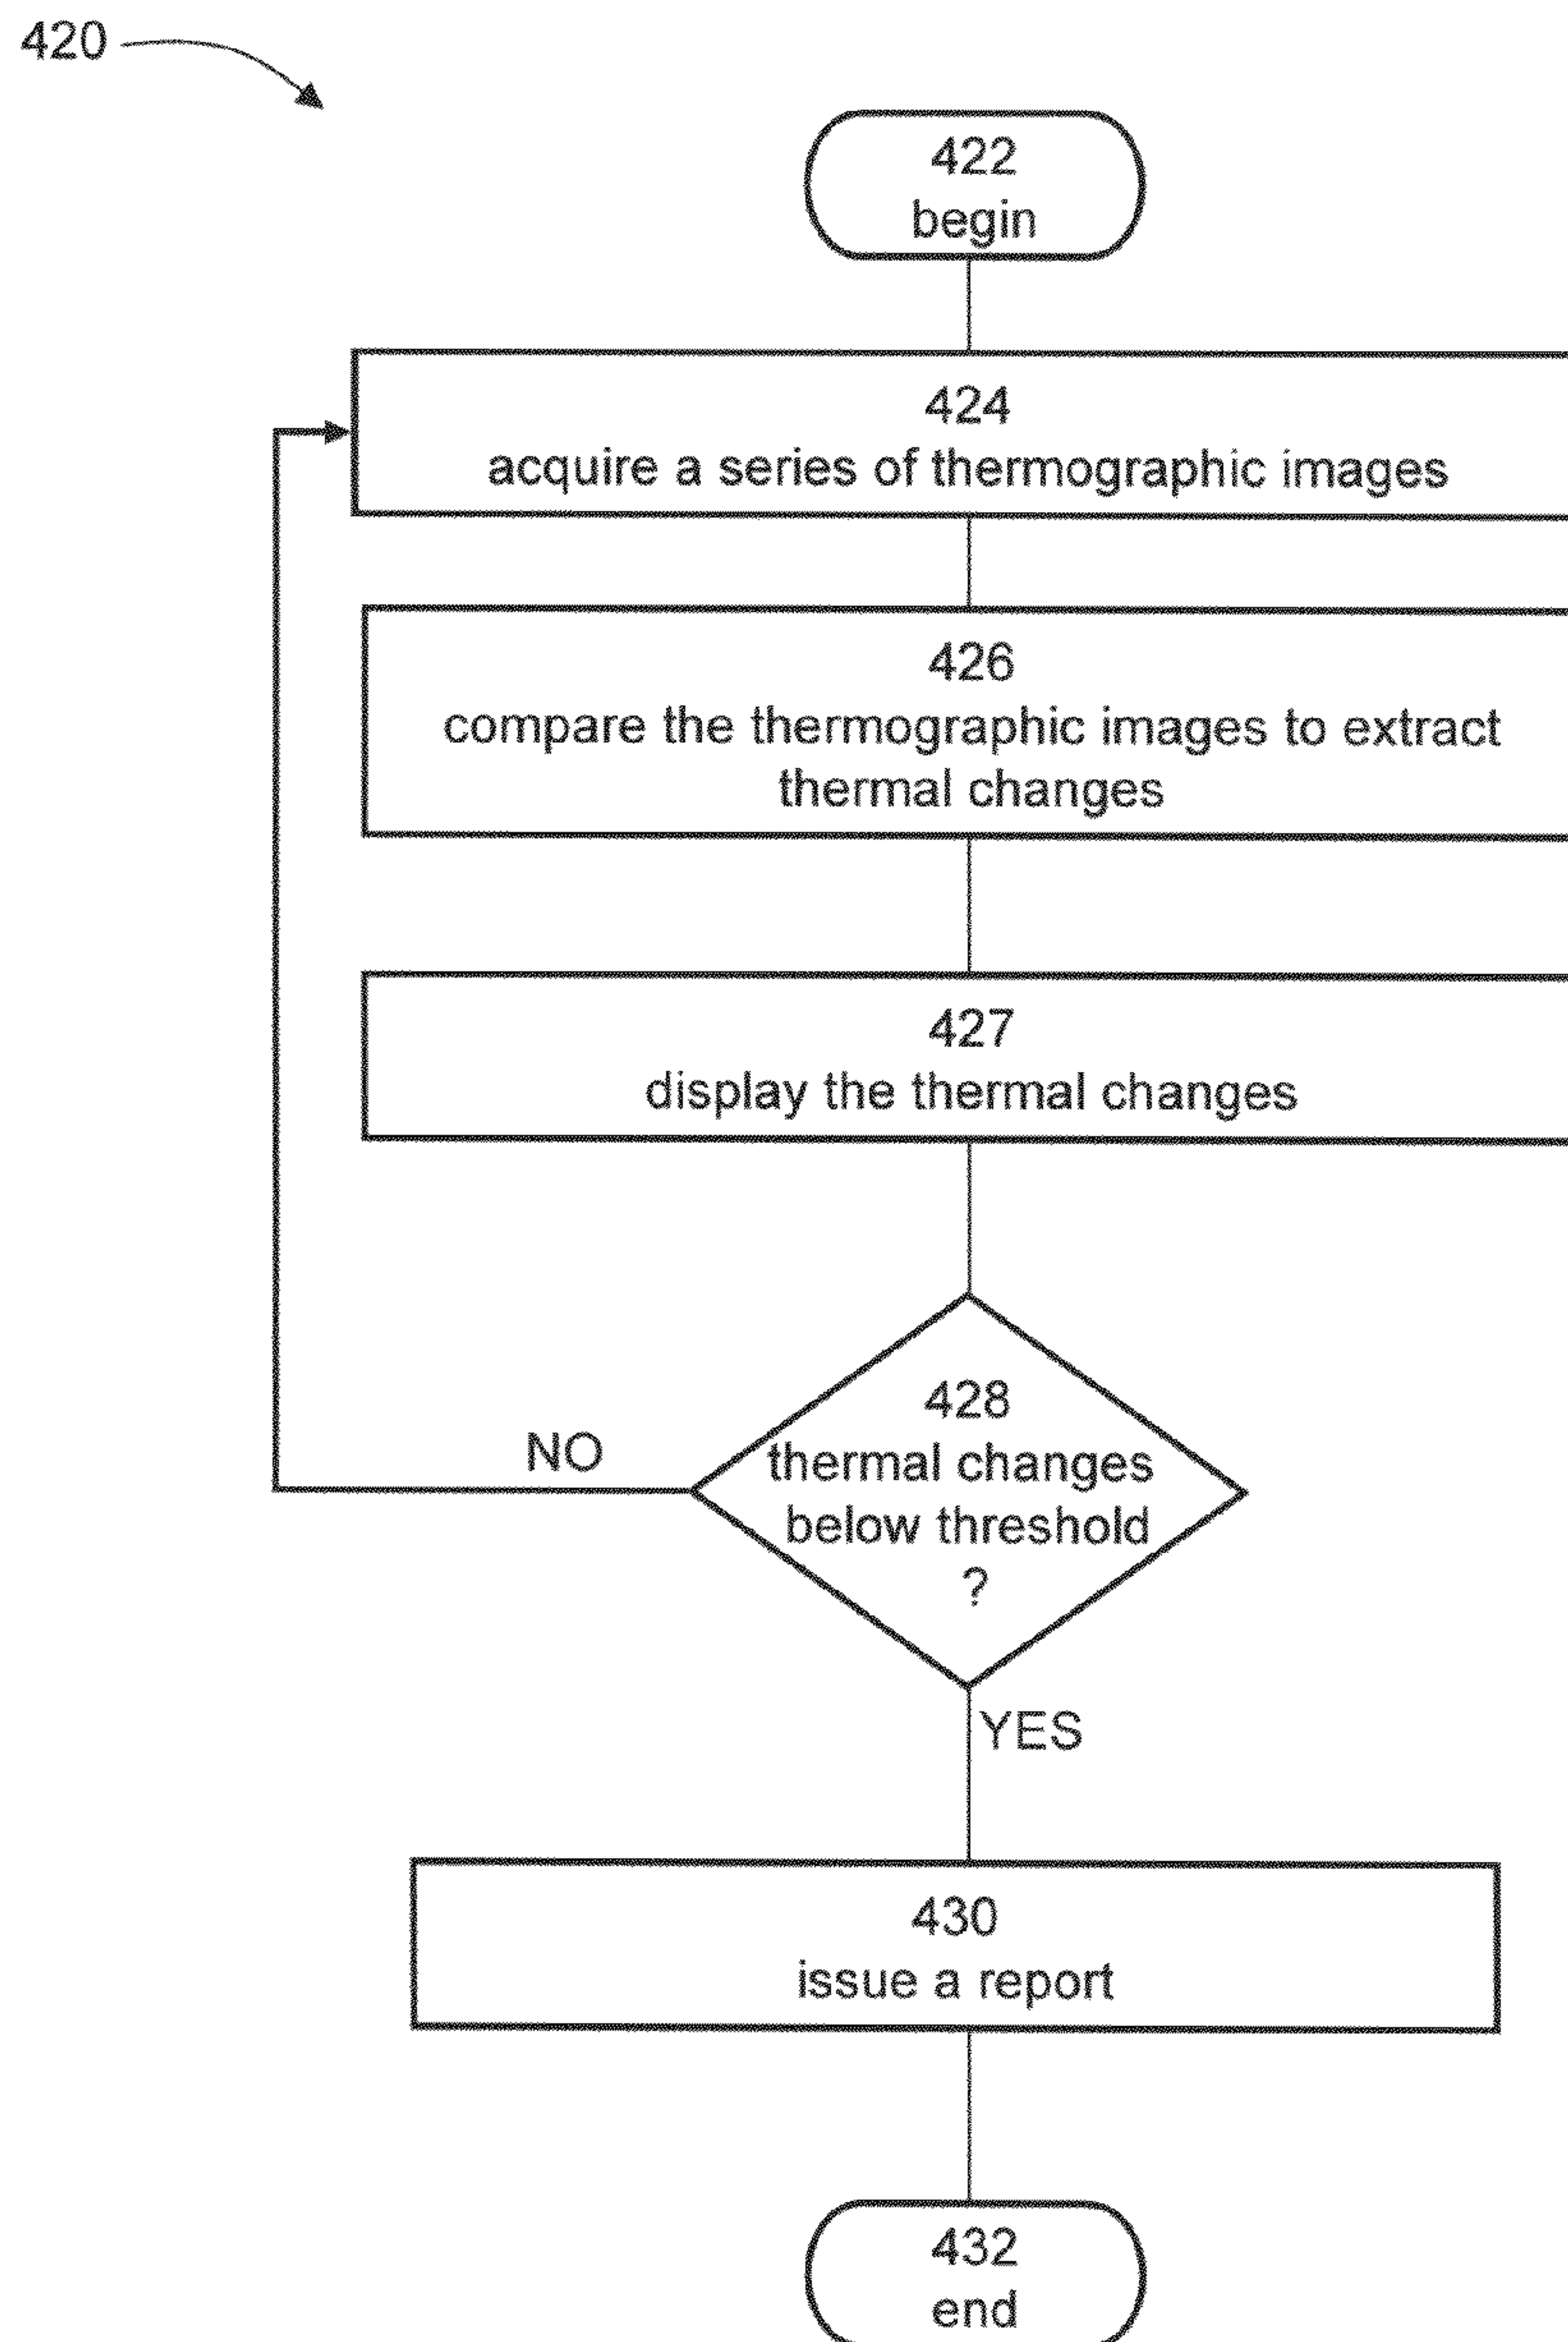 420
422
begin
424
acquire a series of thermographic images
426
compare the thermographic images to extract
thermal changes
427
display the thermal changes
428
thermal changes
below threshold
?
NO
YES
430
issue a report
432
end